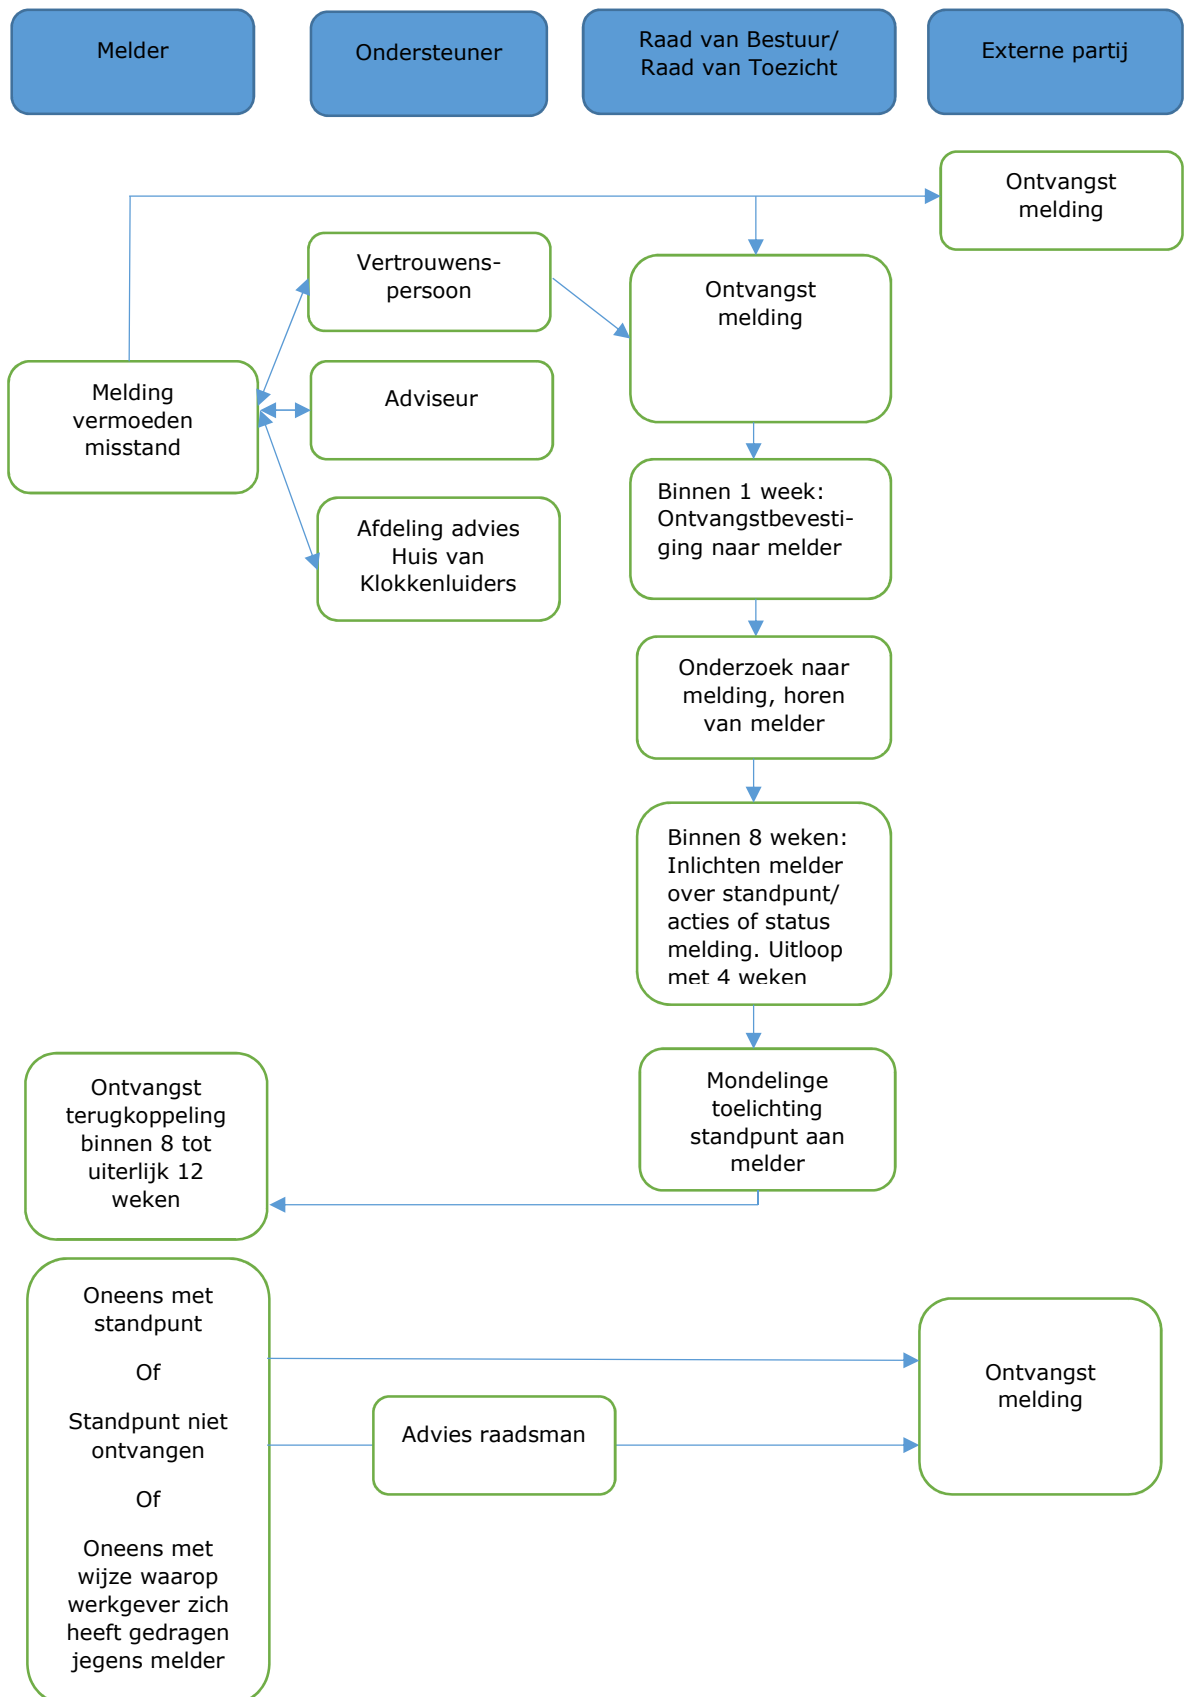 Melder
Ondersteuner
Raad van Bestuur/
Raad van Toezicht
Externe partij
Ontvangst
melding
Vertrouwens-
persoon
Ontvangst
melding
Melding
vermoeden
misstand
Adviseur
Afdeling advies
Huis van
Klokkenluiders
Binnen 1 week:
Ontvangstbevesti-
ging naar melder
Onderzoek naar
melding, horen
van melder
Binnen 8 weken:
Inlichten melder
over standpunt/
acties of status
melding. Uitloop
met 4 weken
Mondelinge
toelichting
standpunt aan
melder
Ontvangst
terugkoppeling
binnen 8 tot
uiterlijk 12
weken
Oneens met
standpunt
Of
Standpunt niet
ontvangen
Of
Oneens met
wijze waarop
werkgever zich
heeft gedragen
jegens melder
Advies raadsman
Ontvangst
melding